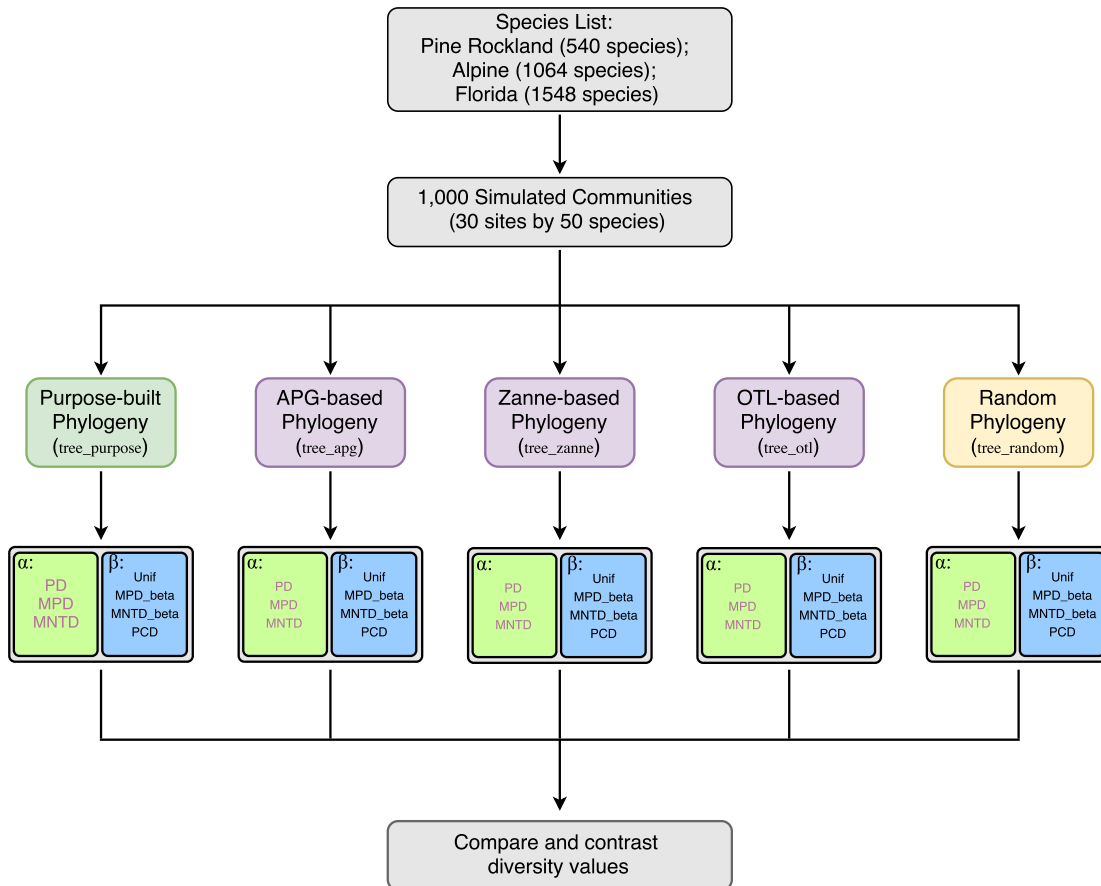 Species List:
Pine Rockland (540 species);
Alpine (1064 species);
Florida (1548 species)
1,000 Simulated Communities
(30 sites by 50 species)
Purpose-built
Phylogeny
(tree_purpose)
APG-based
Phylogeny
(tree_apg)
Zanne-based
Phylogeny
(tree_zanne)
OTL-based
Phylogeny
(tree_otl)
Random
Phylogeny
(tree_random)
α:
PD
MPD
MNTD
β:
Unif
MPD_beta
MNTD_beta
PCD
α:
PD
MPD
MNTD
β:
Unif
MPD_beta
MNTD_beta
PCD
α:
PD
MPD
MNTD
β:
Unif
MPD_beta
MNTD_beta
PCD
α:
PD
MPD
MNTD
β:
Unif
MPD_beta
MNTD_beta
PCD
α:
PD
MPD
MNTD
β:
Unif
MPD_beta
MNTD_beta
PCD
Compare and contrast
diversity values